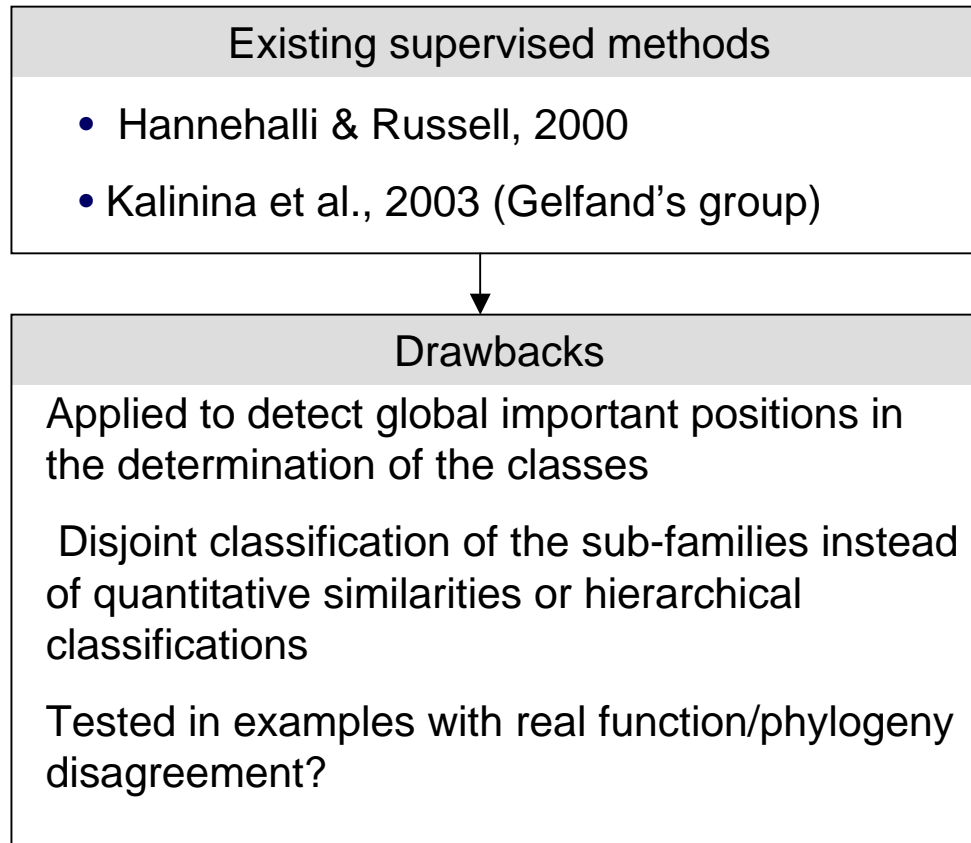 Existing supervised methods
• Hannehalli & Russell, 2000
• Kalinina et al., 2003 (Gelfand's group)
Drawbacks
Applied to detect global important positions in
the determination of the classes
Disjoint classification of the sub-families instead
of quantitative similarities or hierarchical
classifications
Tested in examples with real function/phylogeny
disagreement?